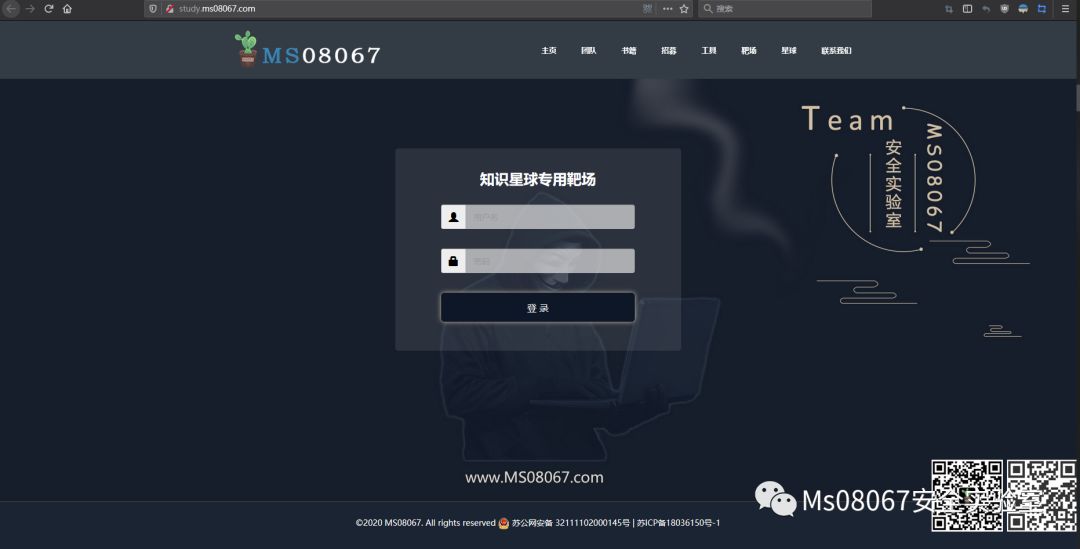 study.ms08067.com
搜索
MS08067
主页 团队 书籍 招募 工具 靶场 星球 联系我们
Team
MS08067
安全实验室
知识星球专用靶场
用户名
密码
登 录
www.MS08067.com
Ms08067安全实验室
©2020 MS08067. All rights reserved 苏公网安备 32111102000145号 | 苏ICP备18036150号-1